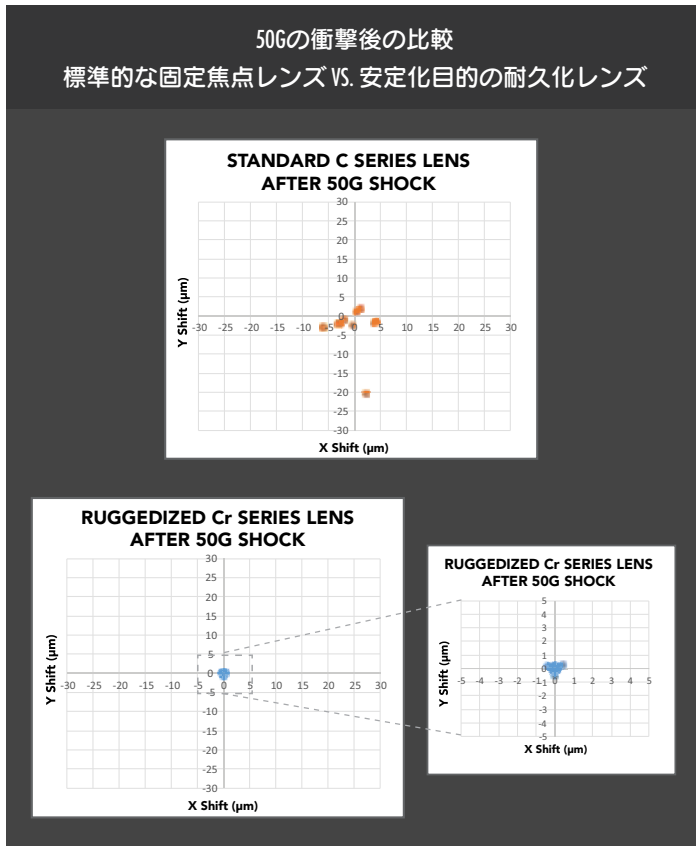 50Gの衝撃後の比較
標準的な固定焦点レンズ VS. 安定化目的の耐久化レンズ
STANDARD C SERIES LENS
AFTER 50G SHOCK
30
25
20
15
10
5
0
-30 -25 -20 -15 -10 -5 0 5 10 15 20 25 30
-5
-10
-15
-20
-25
-30
Y Shift (µm)
X Shift (µm)
RUGGEDIZED Cr SERIES LENS
AFTER 50G SHOCK
30
25
20
15
10
5
0
-30 -25 -20 -15 -10 -5 0 5 10 15 20 25 30
-5
-10
-15
-20
-25
-30
Y Shift (µm)
X Shift (µm)
RUGGEDIZED Cr SERIES LENS
AFTER 50G SHOCK
5
4
3
2
1
0
-5 -4 -3 -2 -1 0 1 2 3 4 5
-1
-2
-3
-4
-5
Y Shift (µm)
X Shift (µm)